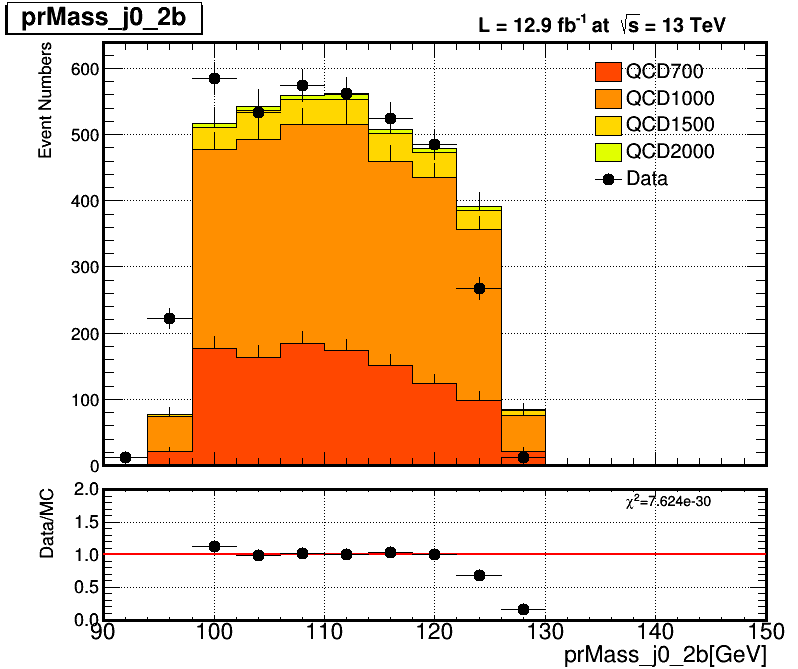 prMass_j0_2b
L = 12.9 fb⁻¹ at √s = 13 TeV
Event Numbers
600
500
400
300
200
100
0
QCD700
QCD1000
QCD1500
QCD2000
Data
Data/MC
2.0
1.5
1.0
0.5
0.0
χ²=7.624e-30
90 100 110 120 130 140 150
prMass_j0_2b[GeV]